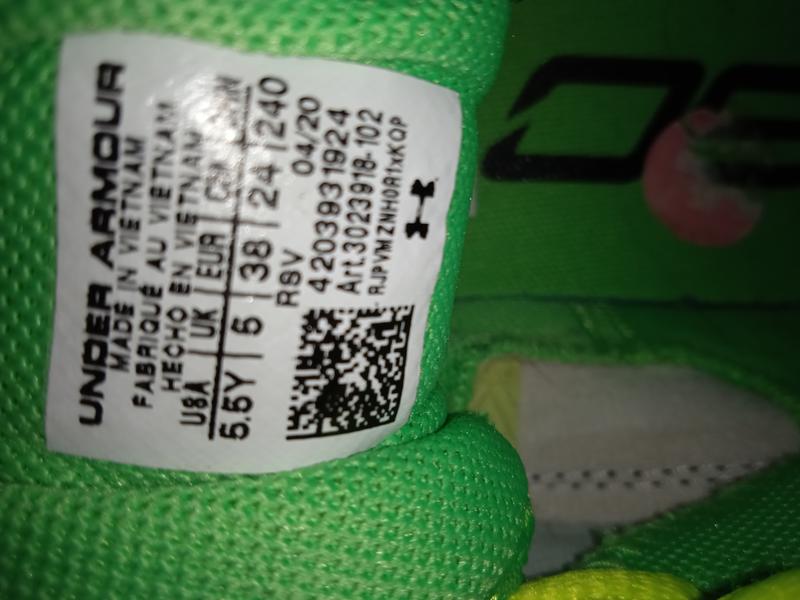 UNDER ARMOUR
MADE IN VIETNAM
FABRIQUÉ AU VIETNAM
HECHO EN VIETNAM
USA | UK | EUR | CM
5.5Y | 5 | 38 | 24 | 240
RSV 04/20
4203931924
Art.3023918-102
RJPVMZNH0R1xKQP